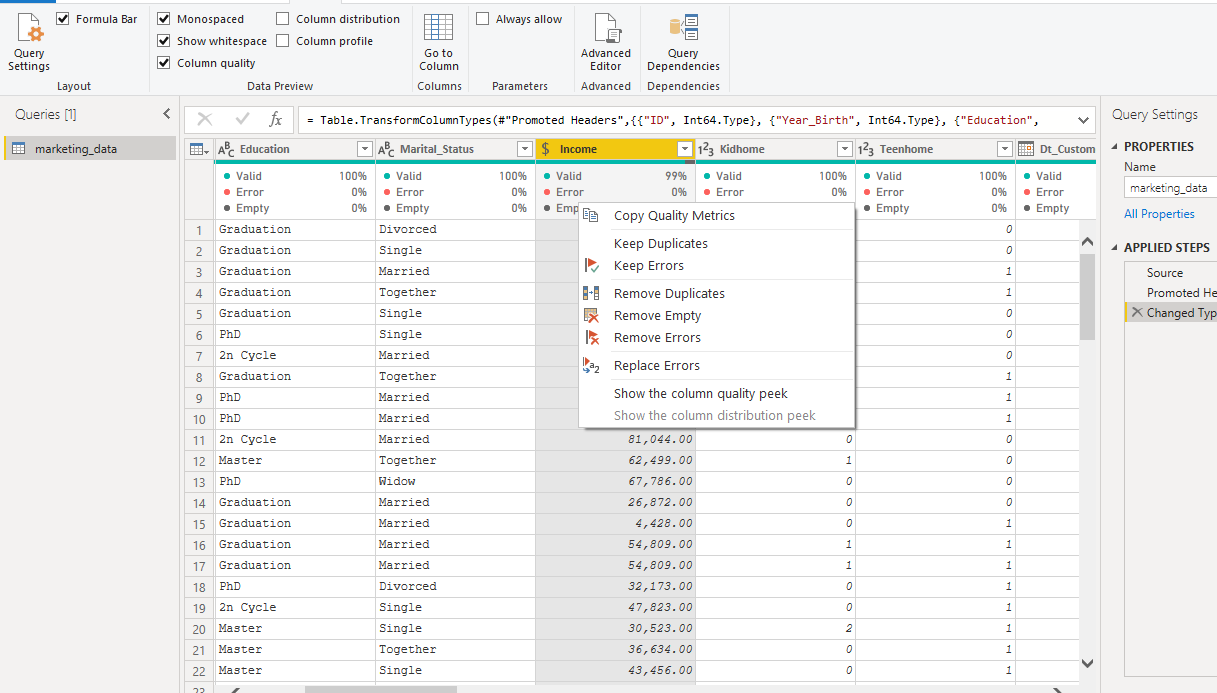 Formula Bar
Monospaced
Column distribution
Always allow
Show whitespace
Column profile
Column quality
Query Settings
Go to Column
Advanced Editor
Query Dependencies
Layout
Data Preview
Columns
Parameters
Advanced
Dependencies
Queries [1]
marketing_data
fx
= Table.TransformColumnTypes(#"Promoted Headers",{{"ID", Int64.Type}, {"Year_Birth", Int64.Type}, {"Education",
ABC Education ABC Marital_Status $ Income 123 Kidhome 123 Teenhome Dt_Custom
Valid 100% Valid 100% Valid 99% Valid 100% Valid 100% Valid
Error 0% Error 0% Error 0% Error 0% Error 0% Error
Empty 0% Empty 0% Emp Empty 0% Empty
1 Graduation Divorced 0
2 Graduation Single 0
3 Graduation Married 1
4 Graduation Together 1
5 Graduation Single 0
6 PhD Single 0
7 2n Cycle Married 0
8 Graduation Together 1
9 PhD Married 1
10 PhD Married 1
11 2n Cycle Married 81,044.00 0 0
12 Master Together 62,499.00 1 0
13 PhD Widow 67,786.00 0 0
14 Graduation Married 26,872.00 0 0
15 Graduation Married 4,428.00 0 1
16 Graduation Married 54,809.00 1 1
17 Graduation Married 54,809.00 1 1
18 PhD Divorced 32,173.00 0 1
19 2n Cycle Single 47,823.00 0 1
20 Master Single 30,523.00 2 1
21 Master Together 36,634.00 0 1
22 Master Single 43,456.00 0 1
23
Copy Quality Metrics
Keep Duplicates
Keep Errors
Remove Duplicates
Remove Empty
Remove Errors
Replace Errors
Show the column quality peek
Show the column distribution peek
Query Settings
PROPERTIES
Name
marketing_data
All Properties
APPLIED STEPS
Source
Promoted He
Changed Typ